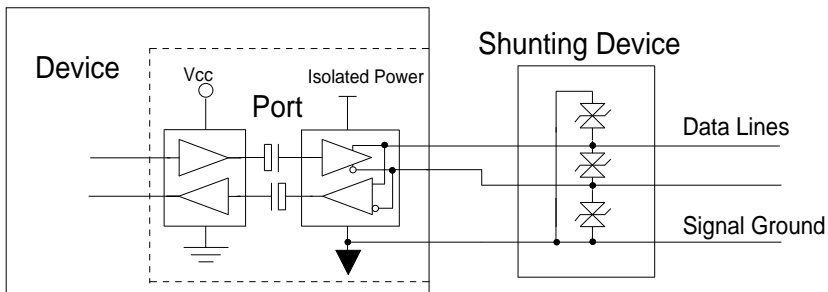 Shunting Device
Device
Vcc
Isolated Power
Port
Data Lines
Signal Ground